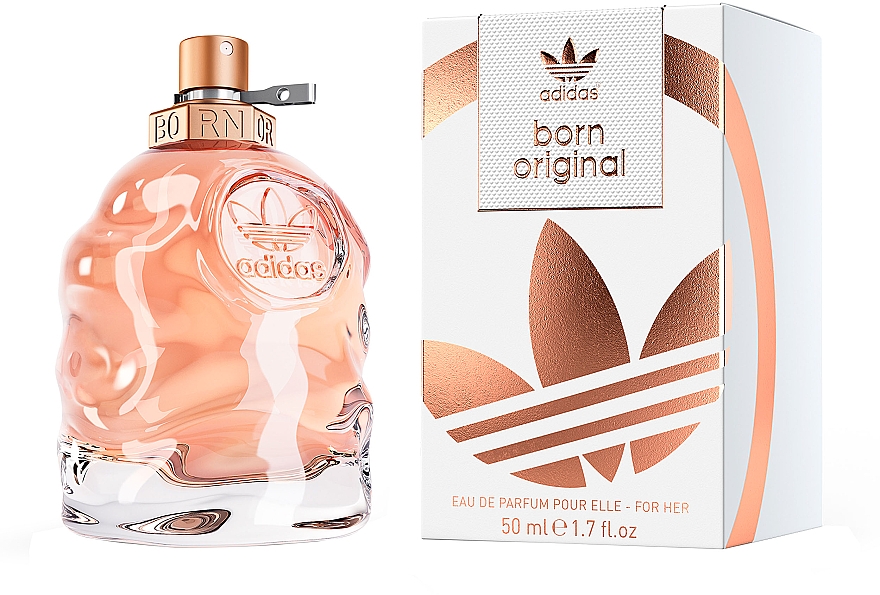 BO RN OR
adidas
adidas
born
original
EAU DE PARFUM POUR ELLE - FOR HER
50 ml ℮ 1.7 fl.oz